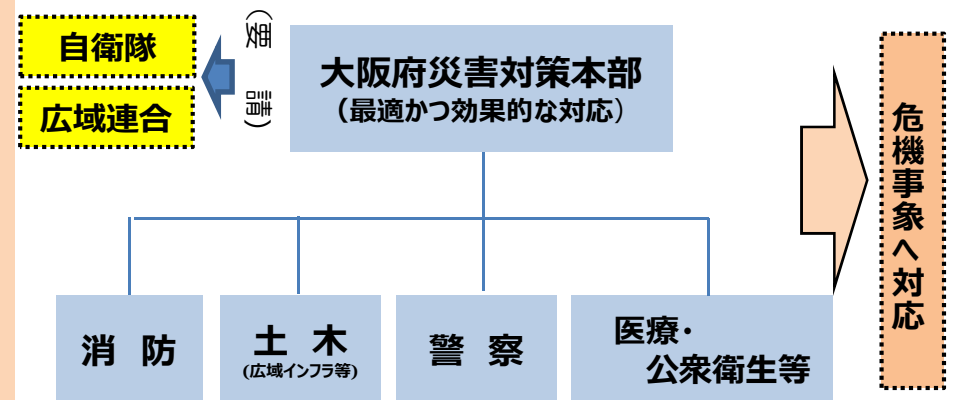 自衛隊
広域連合
(要請)
大阪府災害対策本部
(最適かつ効果的な対応)
消 防
土 木
(広域インフラ等)
警 察
医療・
公衆衛生等
危機事象へ対応